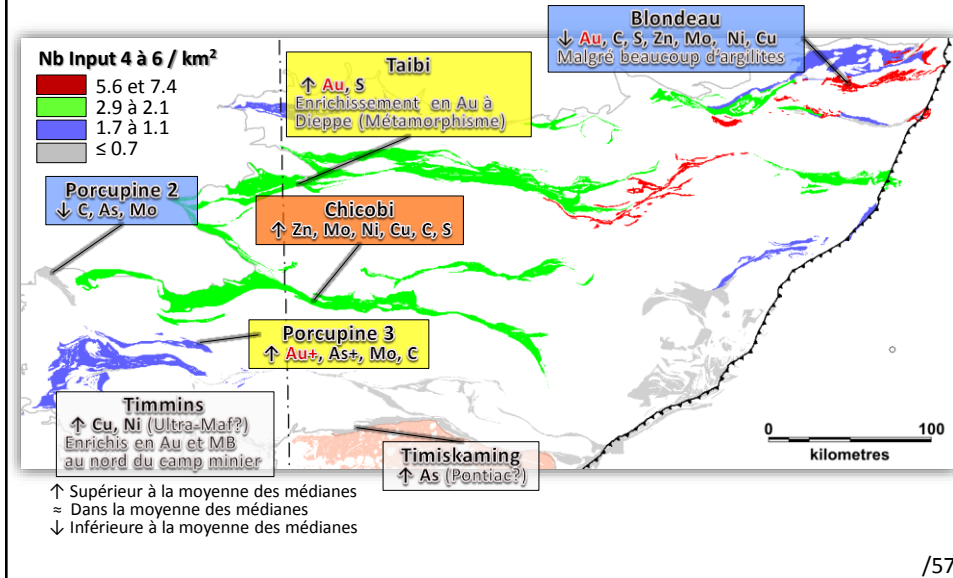 Blondeau
↓ Au, C, S, Zn, Mo, Ni, Cu
Malgré beaucoup d'argilites
Nb Input 4 à 6 / km²
5.6 et 7.4
2.9 à 2.1
1.7 à 1.1
≤ 0.7
Taibi
↑ Au, S
Enrichissement en Au à
Dieppe (Métamorphisme)
Porcupine 2
↓ C, As, Mo
Chicobi
↑ Zn, Mo, Ni, Cu, C, S
Porcupine 3
↑ Au+, As+, Mo, C
Timmins
↑ Cu, Ni (Ultra-Maf?)
Enrichis en Au et MB
au nord du camp minier
Timiskaming
↑ As (Pontiac?)
0 100
kilometres
↑ Supérieur à la moyenne des médianes
≈ Dans la moyenne des médianes
↓ Inférieure à la moyenne des médianes
/57